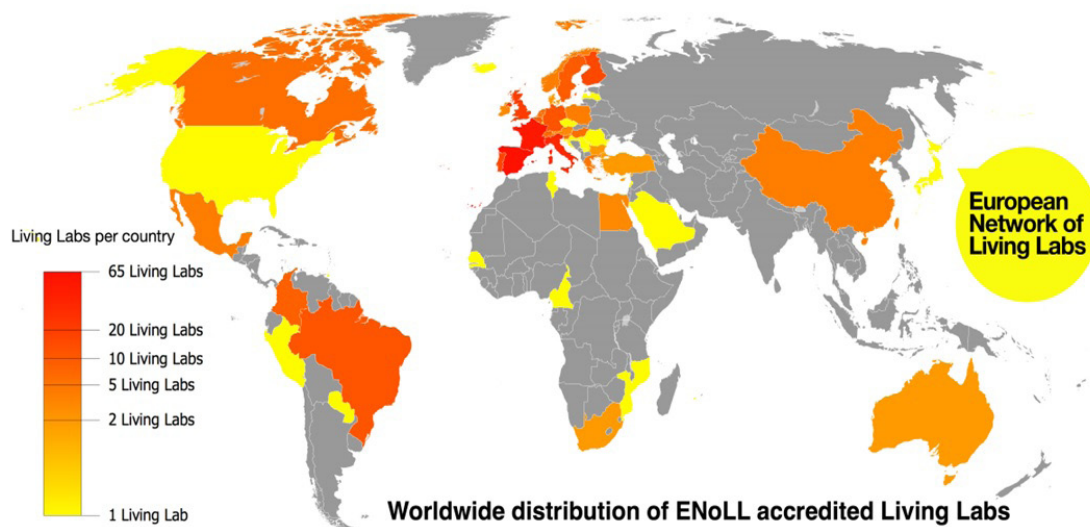 European
Network of
Living Labs
Living Labs per country
65 Living Labs
20 Living Labs
10 Living Labs
5 Living Labs
2 Living Labs
1 Living Lab
Worldwide distribution of ENoLL accredited Living Labs